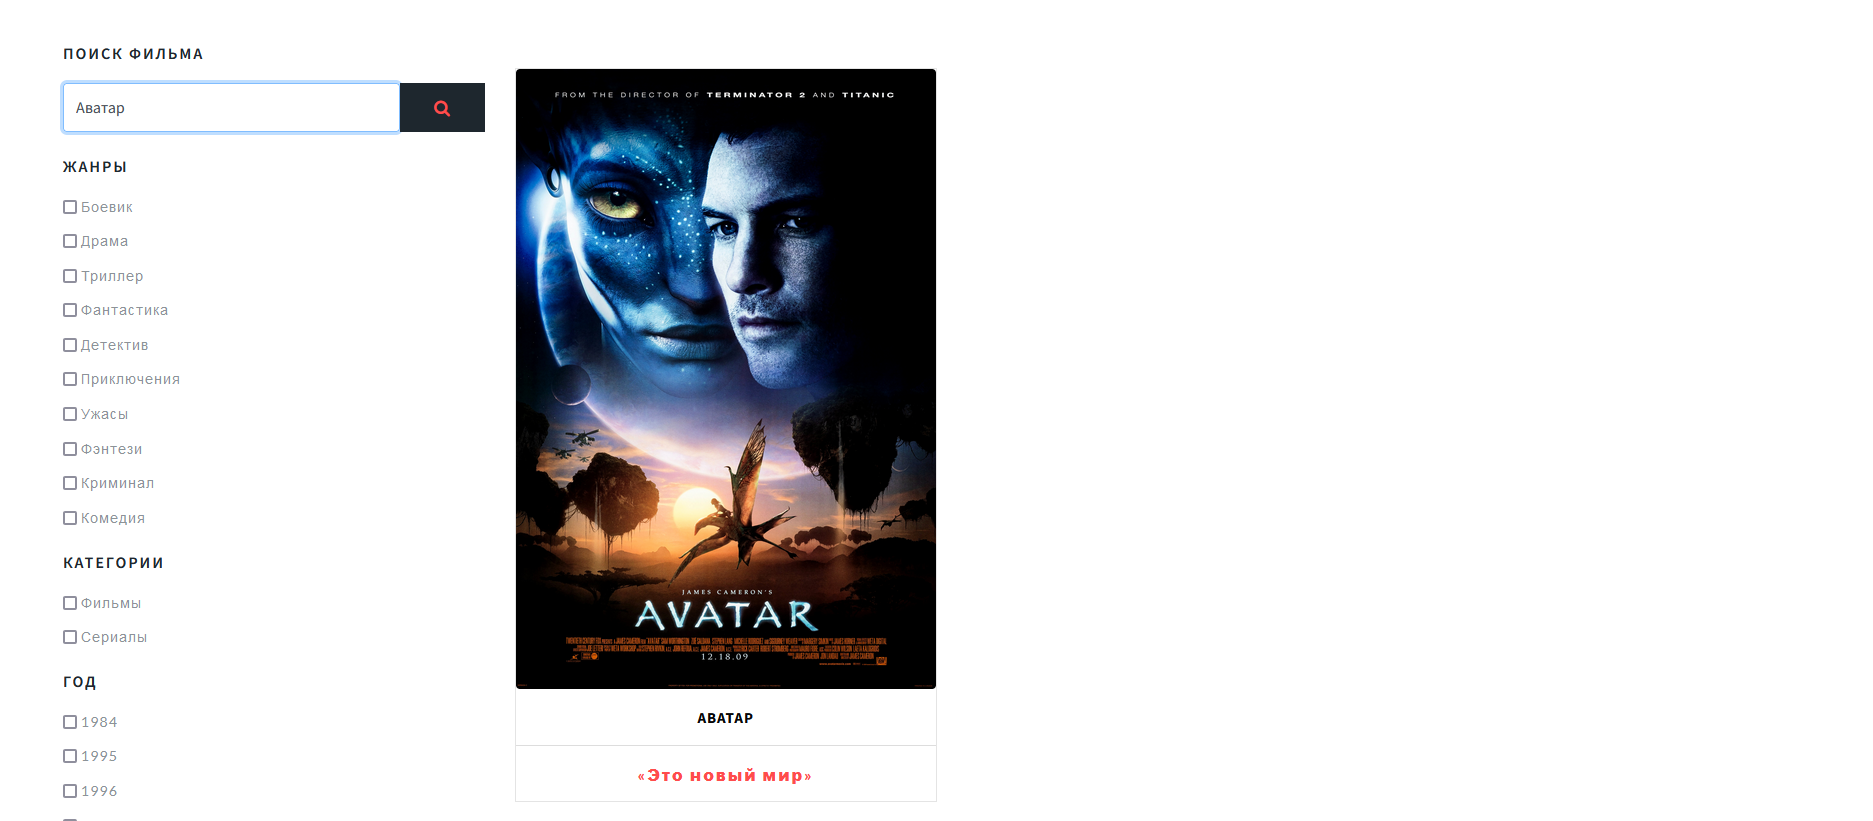 ПОИСК ФИЛЬМА
Аватар
ЖАНРЫ
Боевик
Драма
Триллер
Фантастика
Детектив
Приключения
Ужасы
Фэнтези
Криминал
Комедия
КАТЕГОРИИ
Фильмы
Сериалы
ГОД
1984
1995
1996
FROM THE DIRECTOR OF TERMINATOR 2 AND TITANIC
JAMES CAMERON'S
AVATAR
12.18.09
АВАТАР
«Это новый мир»